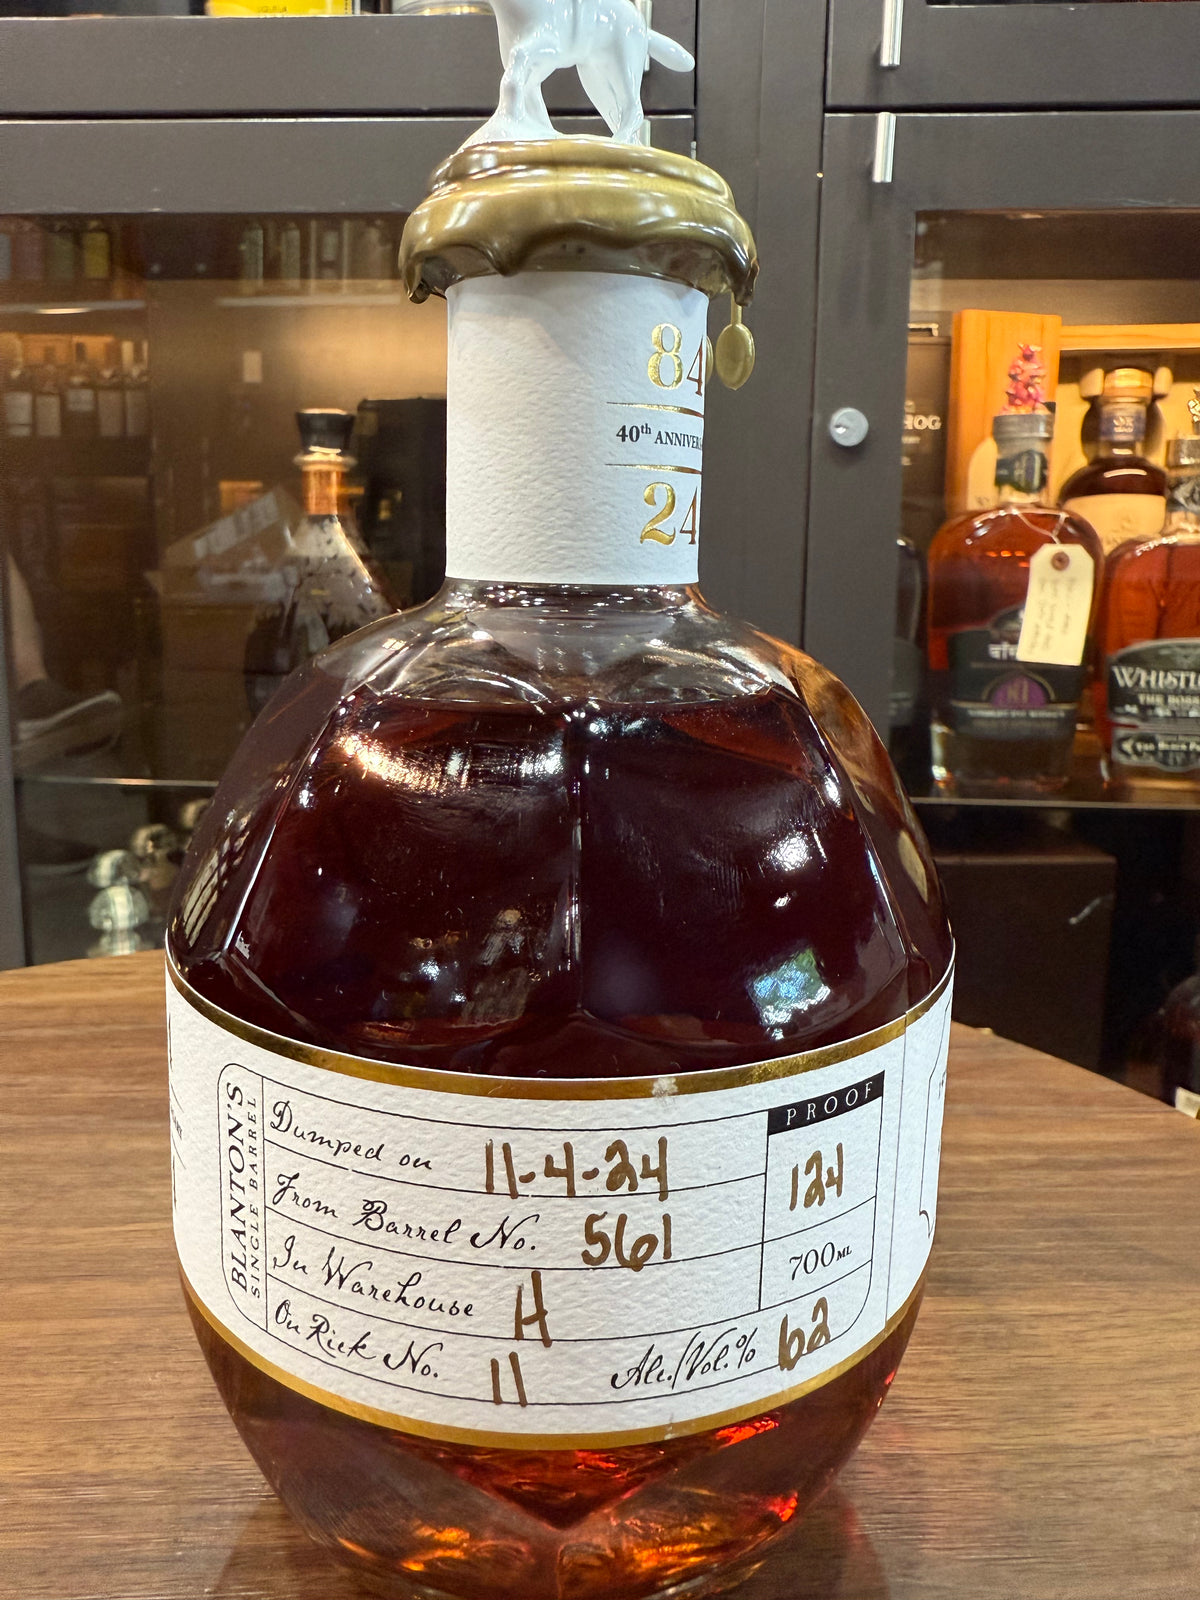 84
40th ANNIVER
24
HOG
WHISTL
BLANTON'S
SINGLE BARREL
Dumped on 11-4-24
From Barrel No. 561
In Warehouse H
On Rick No. 11
PROOF
124
700ML
Alc./Vol.% 62